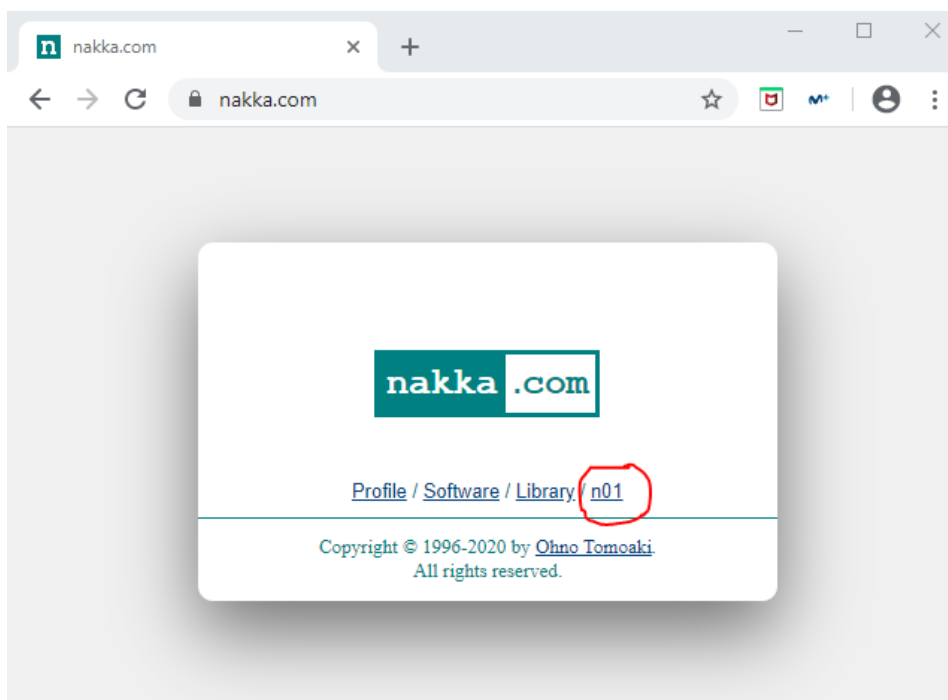 nakka.com
nakka.com
nakka .com
Profile / Software / Library / n01
Copyright © 1996-2020 by Ohno Tomoaki.
All rights reserved.